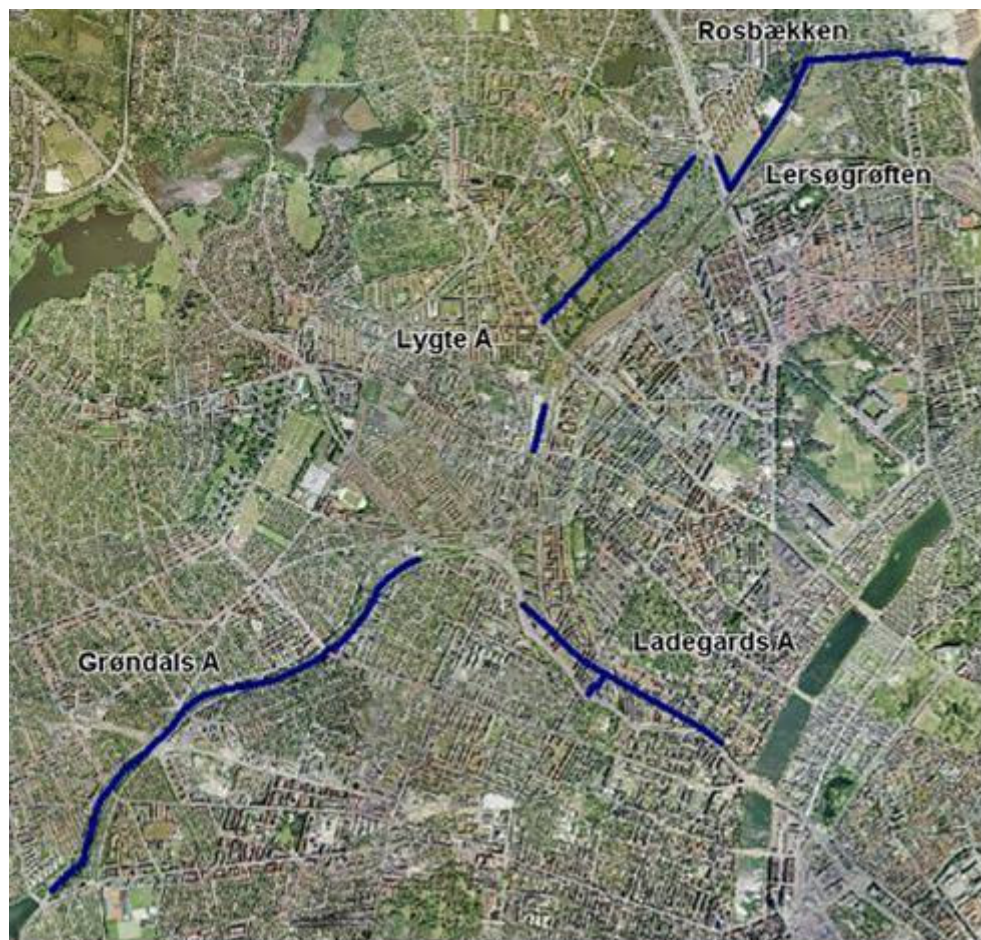 Rosbækken
Lersøgrøften
Lygte A
Ladegards A
Grøndals A